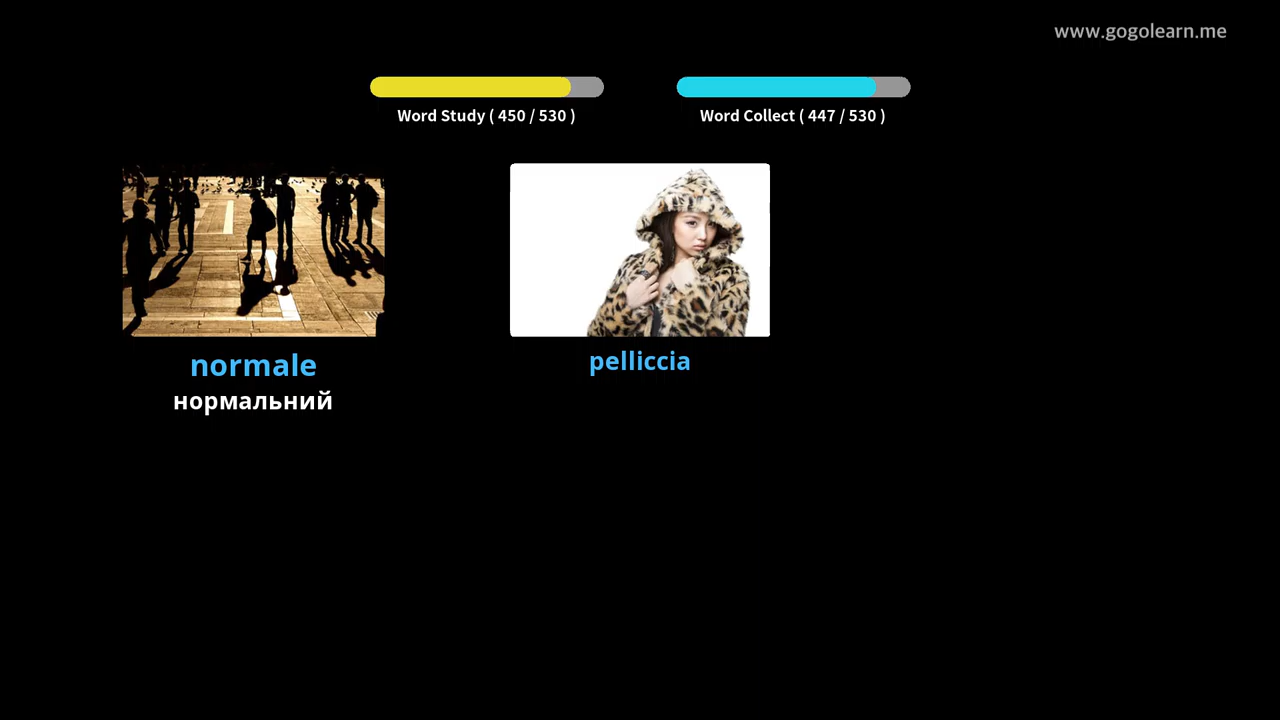 www.gogolearn.me
Word Study ( 450 / 530 )
Word Collect ( 447 / 530 )
normale
нормальний
pelliccia